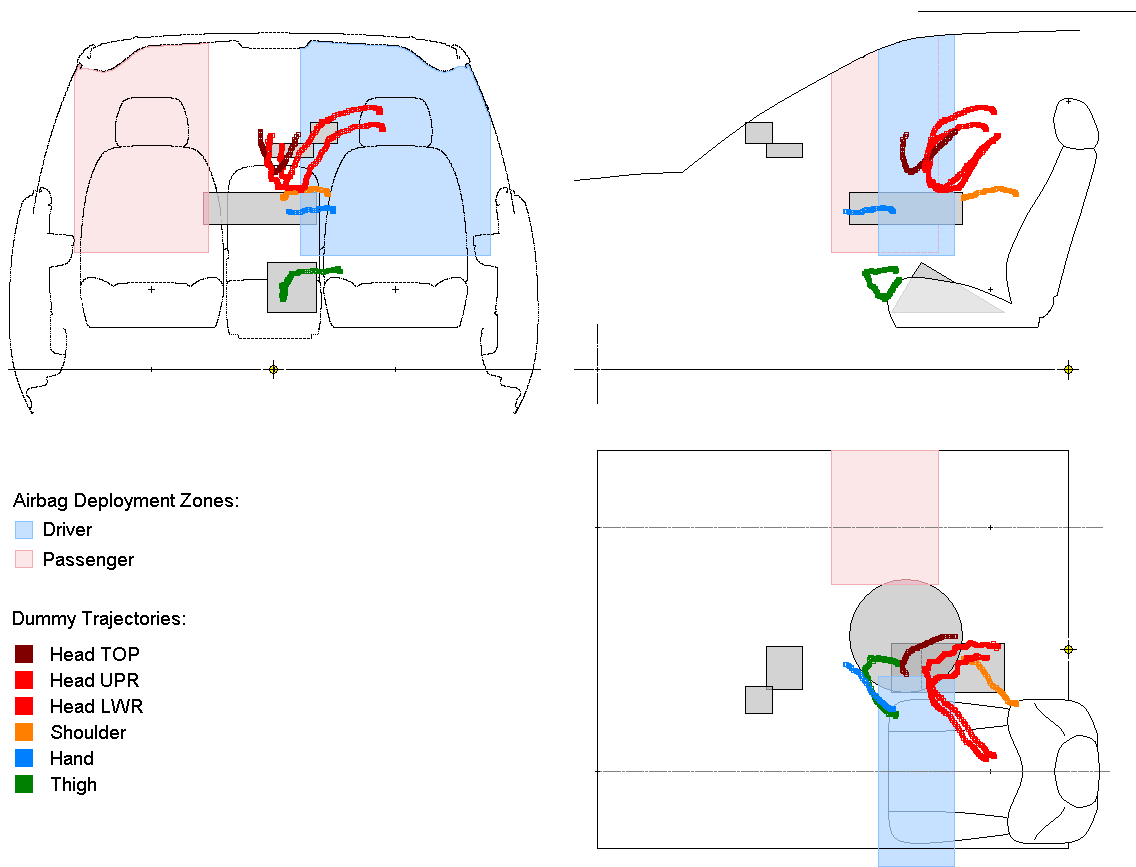 Airbag Deployment Zones:
Driver
Passenger
Dummy Trajectories:
Head TOP
Head UPR
Head LWR
Shoulder
Hand
Thigh